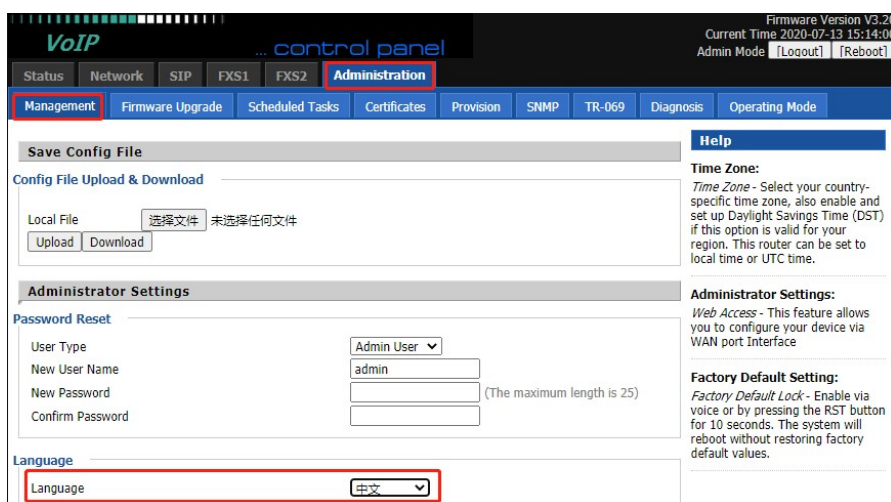 Firmware Version V3.20
VoIP
... control panel
Current Time 2020-07-13 15:14:00
Admin Mode [Logout] [Reboot]
Status Network SIP FXS1 FXS2 Administration
Management Firmware Upgrade Scheduled Tasks Certificates Provision SNMP TR-069 Diagnosis Operating Mode
Save Config File
Config File Upload & Download
Local File 选择文件 未选择任何文件
Upload Download
Administrator Settings
Password Reset
User Type Admin User
New User Name admin
New Password (The maximum length is 25)
Confirm Password
Language
Language 中文
Help
Time Zone:
Time Zone - Select your country-
specific time zone, also enable and
set up Daylight Savings Time (DST)
if this option is valid for your
region. This router can be set to
local time or UTC time.
Administrator Settings:
Web Access - This feature allows
you to configure your device via
WAN port Interface
Factory Default Setting:
Factory Default Lock - Enable via
voice or by pressing the RST button
for 10 seconds. The system will
reboot without restoring factory
default values.